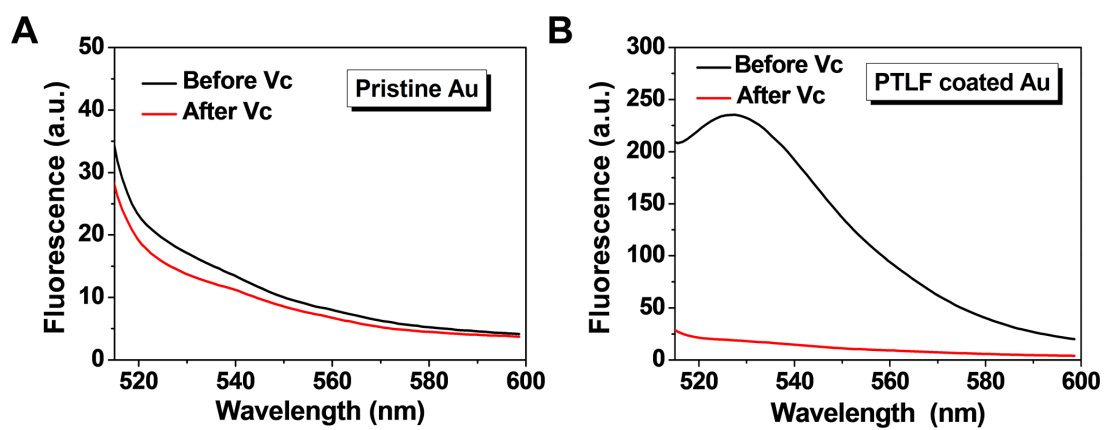 A
50
40
30
20
10
0
Fluorescence (a.u.)
Before Vc
After Vc
Pristine Au
520 540 560 580 600
Wavelength (nm)
B
300
250
200
150
100
50
0
Fluorescence (a.u.)
Before Vc
After Vc
PTLF coated Au
520 540 560 580 600
Wavelength (nm)